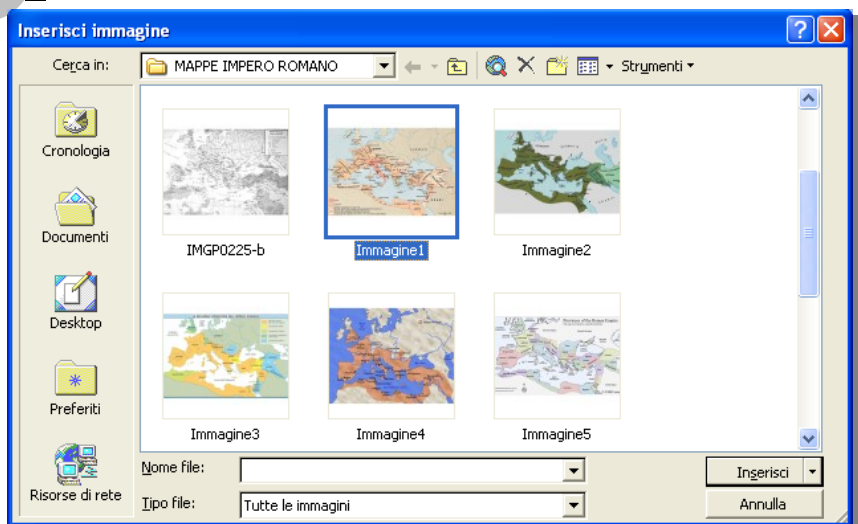 Inserisci immagine
Cerca in: MAPPE IMPERO ROMANO Strumenti
Cronologia
Documenti
Desktop
Preferiti
Risorse di rete
IMGP0225-b Immagine1 Immagine2
Immagine3 Immagine4 Immagine5
Nome file:
Inserisci
Tipo file: Tutte le immagini
Annulla